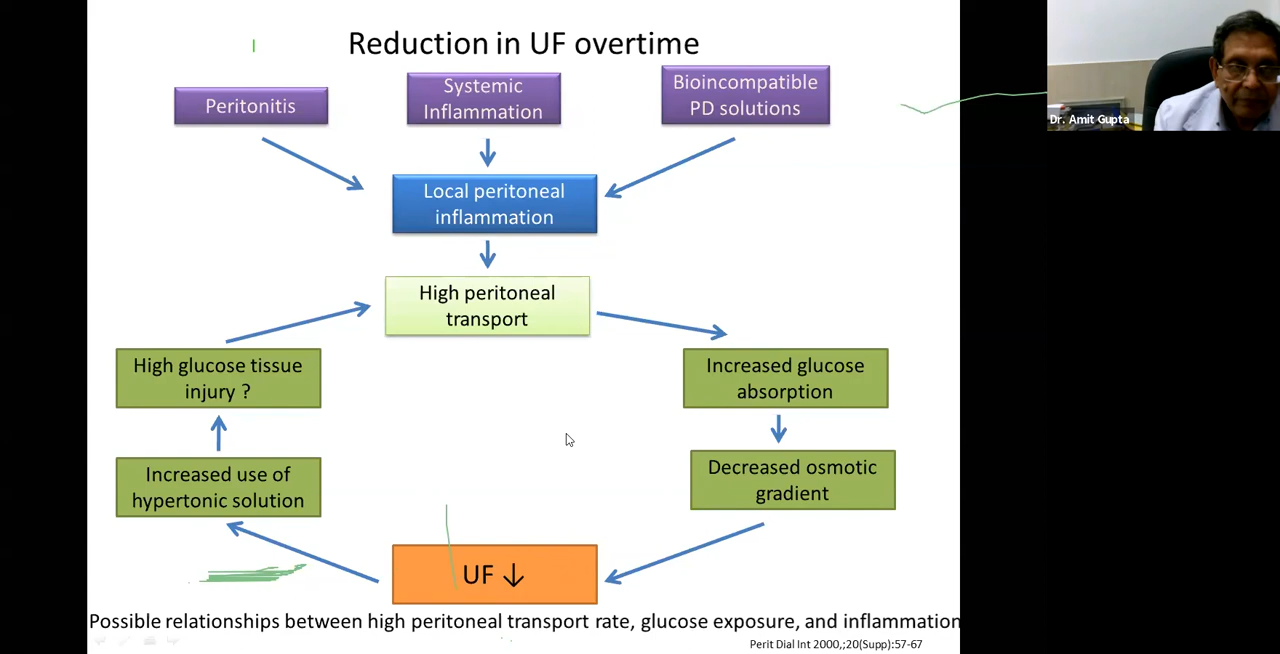 Reduction in UF overtime
Peritonitis
Systemic
Inflammation
Bioincompatible
PD solutions
Dr. Amit Gupta
Local peritoneal
inflammation
High peritoneal
transport
High glucose tissue
injury ?
Increased glucose
absorption
Increased use of
hypertonic solution
Decreased osmotic
gradient
UF ↓
Possible relationships between high peritoneal transport rate, glucose exposure, and inflammation
Perit Dial Int 2000,;20(Supp):57-67